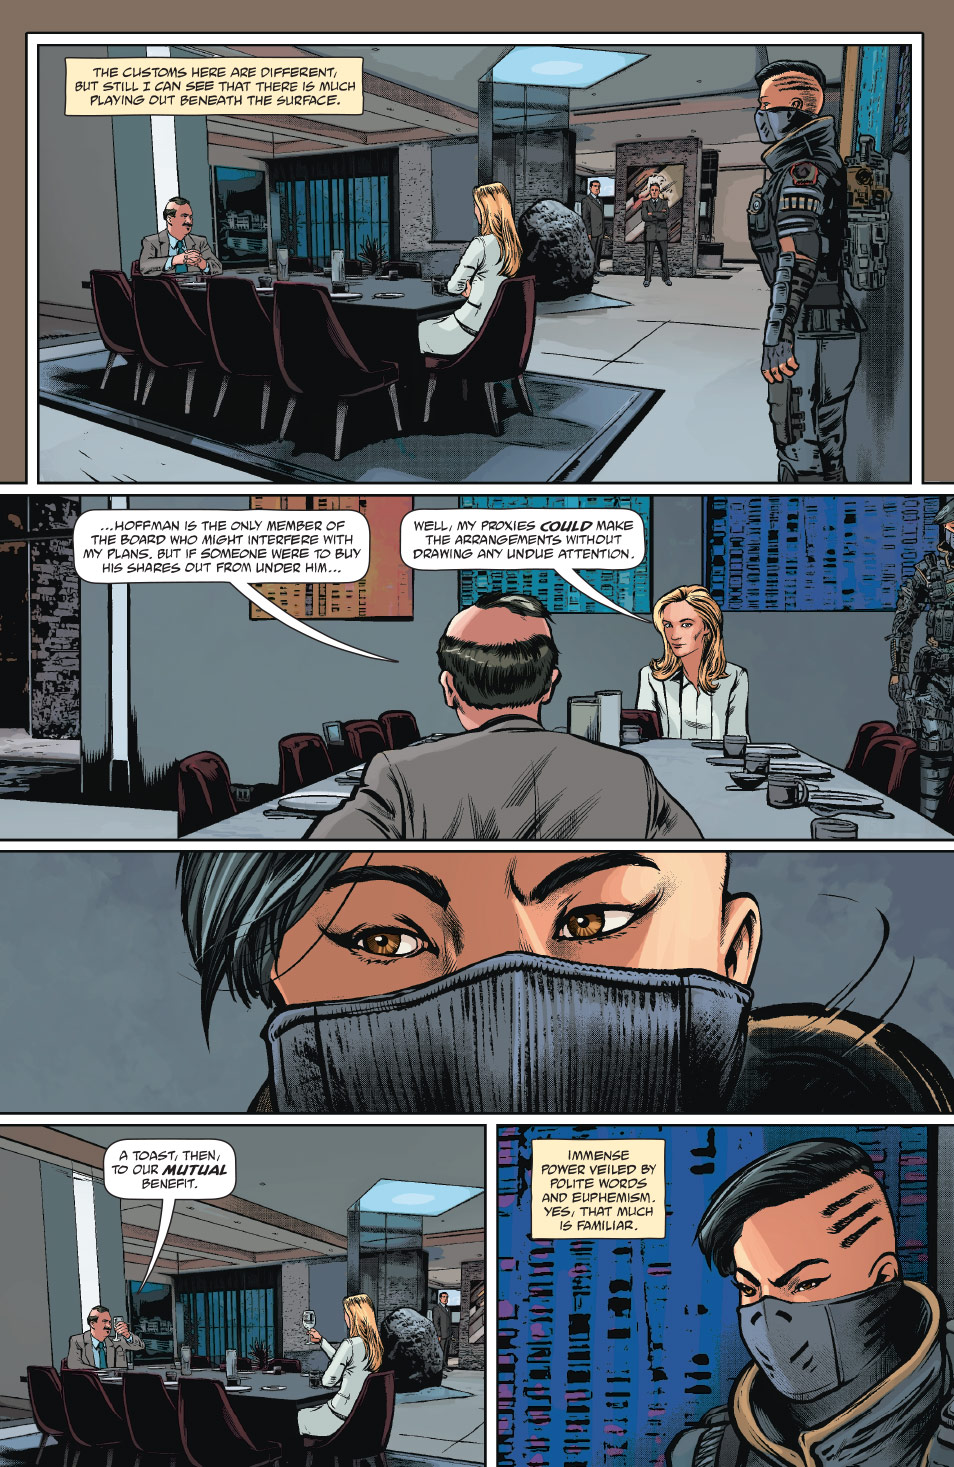 THE CUSTOMS HERE ARE DIFFERENT,
BUT STILL I CAN SEE THAT THERE IS MUCH
PLAYING OUT BENEATH THE SURFACE.
...HOFFMAN IS THE ONLY MEMBER OF
THE BOARD WHO MIGHT INTERFERE WITH
MY PLANS. BUT IF SOMEONE WERE TO BUY
HIS SHARES OUT FROM UNDER HIM...
WELL, MY PROXIES COULD MAKE
THE ARRANGEMENTS WITHOUT
DRAWING ANY UNDUE ATTENTION.
A TOAST, THEN,
TO OUR MUTUAL
BENEFIT.
IMMENSE
POWER VEILED BY
POLITE WORDS
AND EUPHEMISM.
YES, THAT MUCH
IS FAMILIAR.